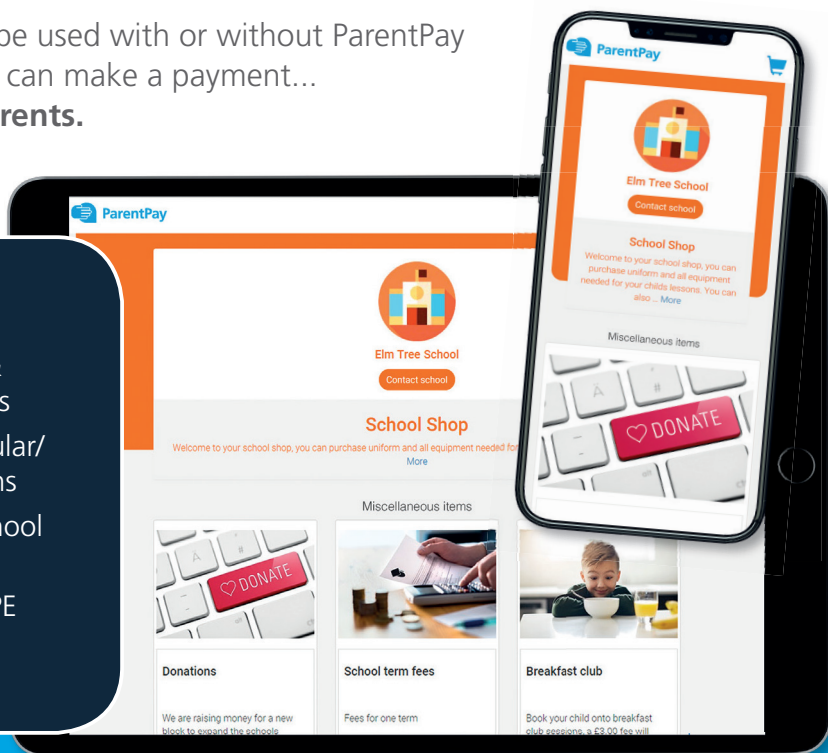 be used with or without ParentPay
can make a payment...
rents.
ParentPay
Elm Tree School
Contact school
School Shop
Welcome to your school shop, you can
purchase uniform and all equipment
needed for your childs lessons. You can
also ... More
Miscellaneous items
DONATE
ParentPay
Elm Tree School
Contact school
School Shop
Welcome to your school shop, you can purchase uniform and all equipment needed for
More
Miscellaneous items
DONATE
Donations
We are raising money for a new
block to expand the schools
School term fees
Fees for one term
Breakfast club
Book your child onto breakfast
club sessions, a £3.00 fee will
s
lar/
ns
hool
PE